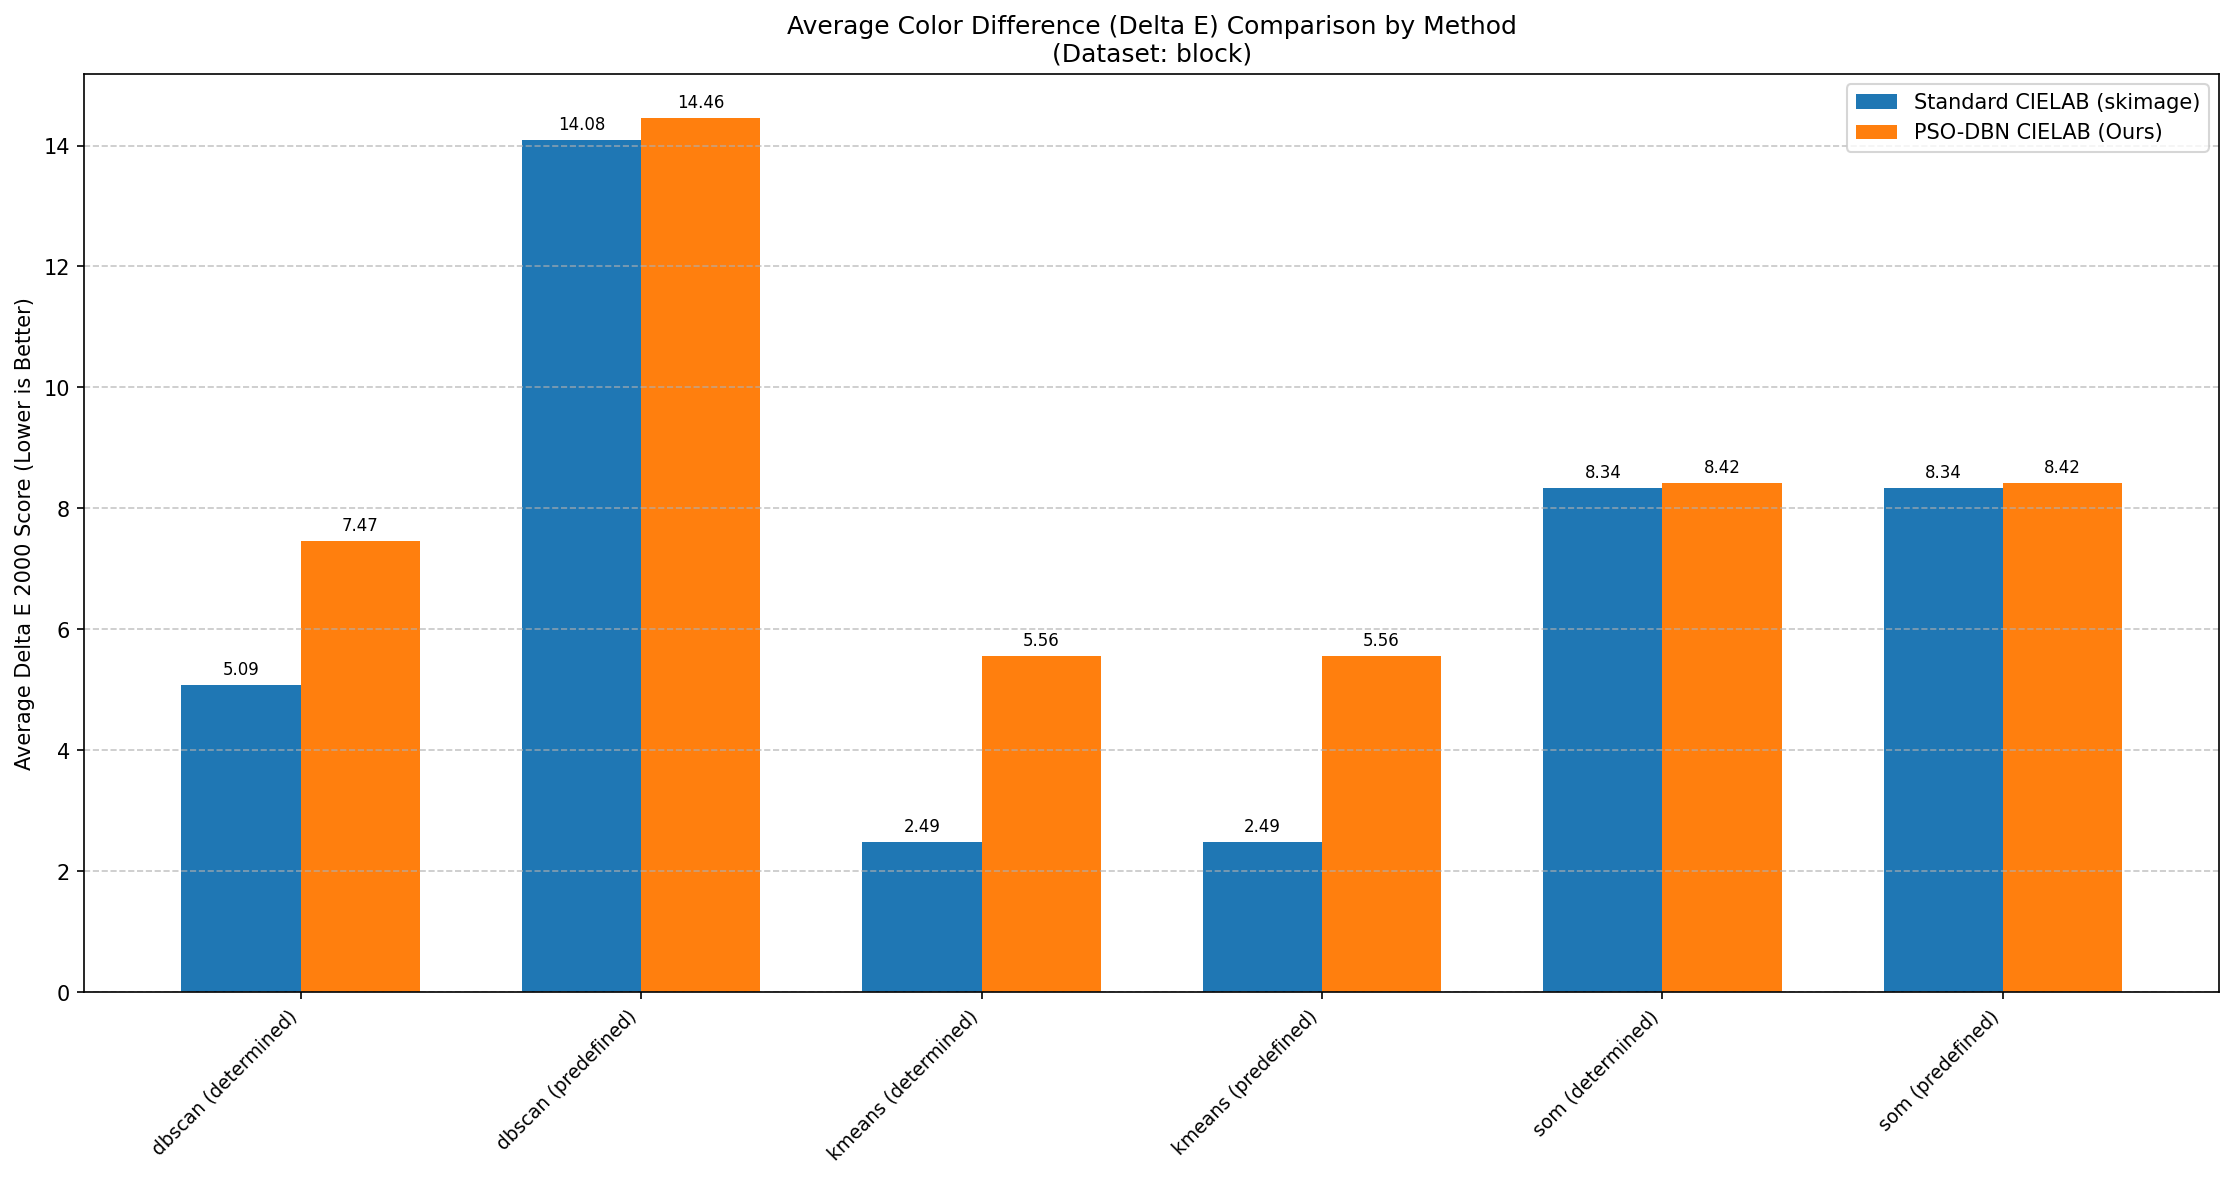 Average Color Difference (Delta E) Comparison by Method
(Dataset: block)
Standard CIELAB (skimage)
PSO-DBN CIELAB (Ours)
Average Delta E 2000 Score (Lower is Better)
14
12
10
8
6
4
2
0
5.09
7.47
14.08
14.46
2.49
5.56
2.49
5.56
8.34
8.42
8.34
8.42
dbscan (determined)
dbscan (predefined)
kmeans (determined)
kmeans (predefined)
som (determined)
som (predefined)